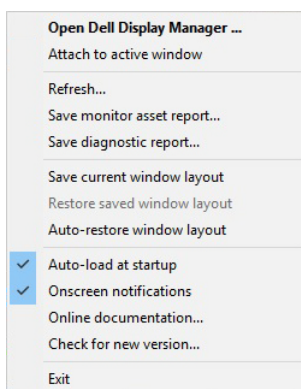 Open Dell Display Manager ...
Attach to active window
Refresh...
Save monitor asset report...
Save diagnostic report...
Save current window layout
Restore saved window layout
Auto-restore window layout
Auto-load at startup
Onscreen notifications
Online documentation...
Check for new version...
Exit